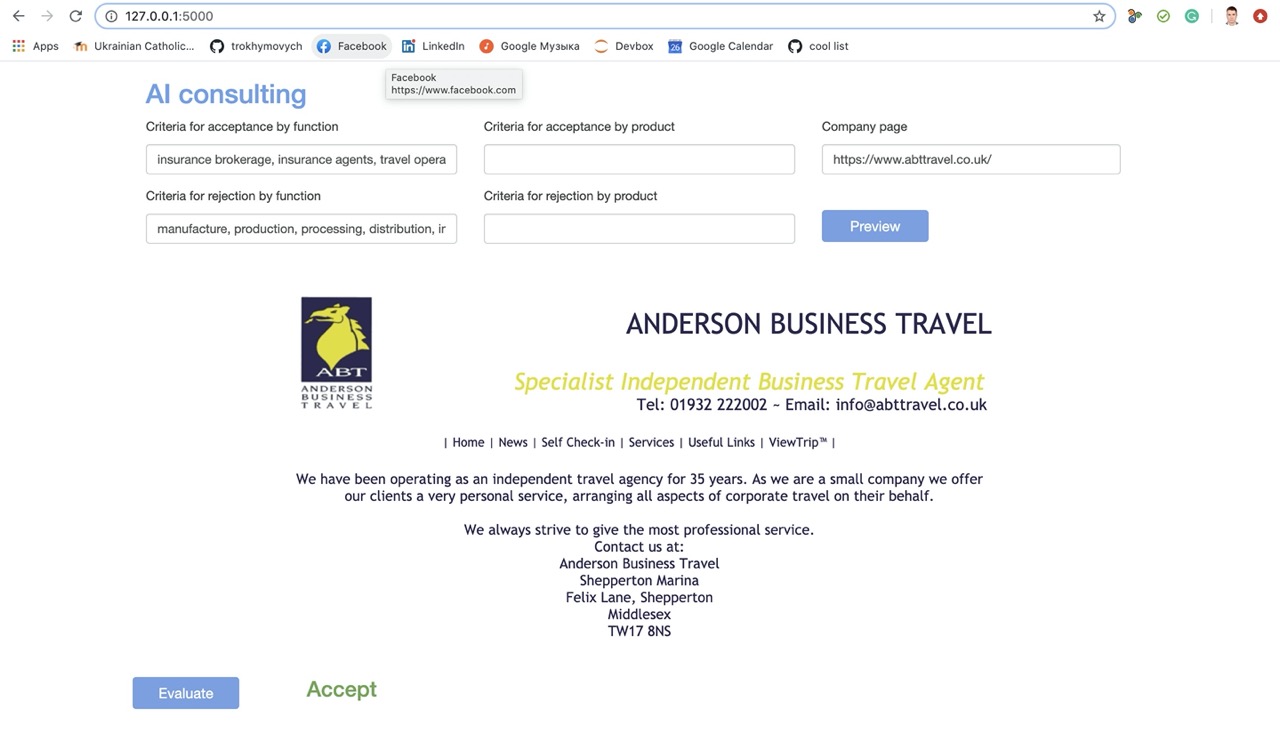 127.0.0.1:5000
Apps
Ukrainian Catholic...
trokhymovych
Facebook
LinkedIn
Google Музыка
Devbox
26
Google Calendar
cool list
Facebook
https://www.facebook.com
AI consulting
Criteria for acceptance by function
Criteria for acceptance by product
Company page
insurance brokerage, insurance agents, travel opera
https://www.abttravel.co.uk/
Criteria for rejection by function
Criteria for rejection by product
manufacture, production, processing, distribution, ir
Preview
ABT
ANDERSON
BUSINESS
TRAVEL
ANDERSON BUSINESS TRAVEL
Specialist Independent Business Travel Agent
Tel: 01932 222002 ~ Email: info@abttravel.co.uk
| Home | News | Self Check-in | Services | Useful Links | ViewTrip™ |
We have been operating as an independent travel agency for 35 years. As we are a small company we offer
our clients a very personal service, arranging all aspects of corporate travel on their behalf.
We always strive to give the most professional service.
Contact us at:
Anderson Business Travel
Shepperton Marina
Felix Lane, Shepperton
Middlesex
TW17 8NS
Evaluate
Accept